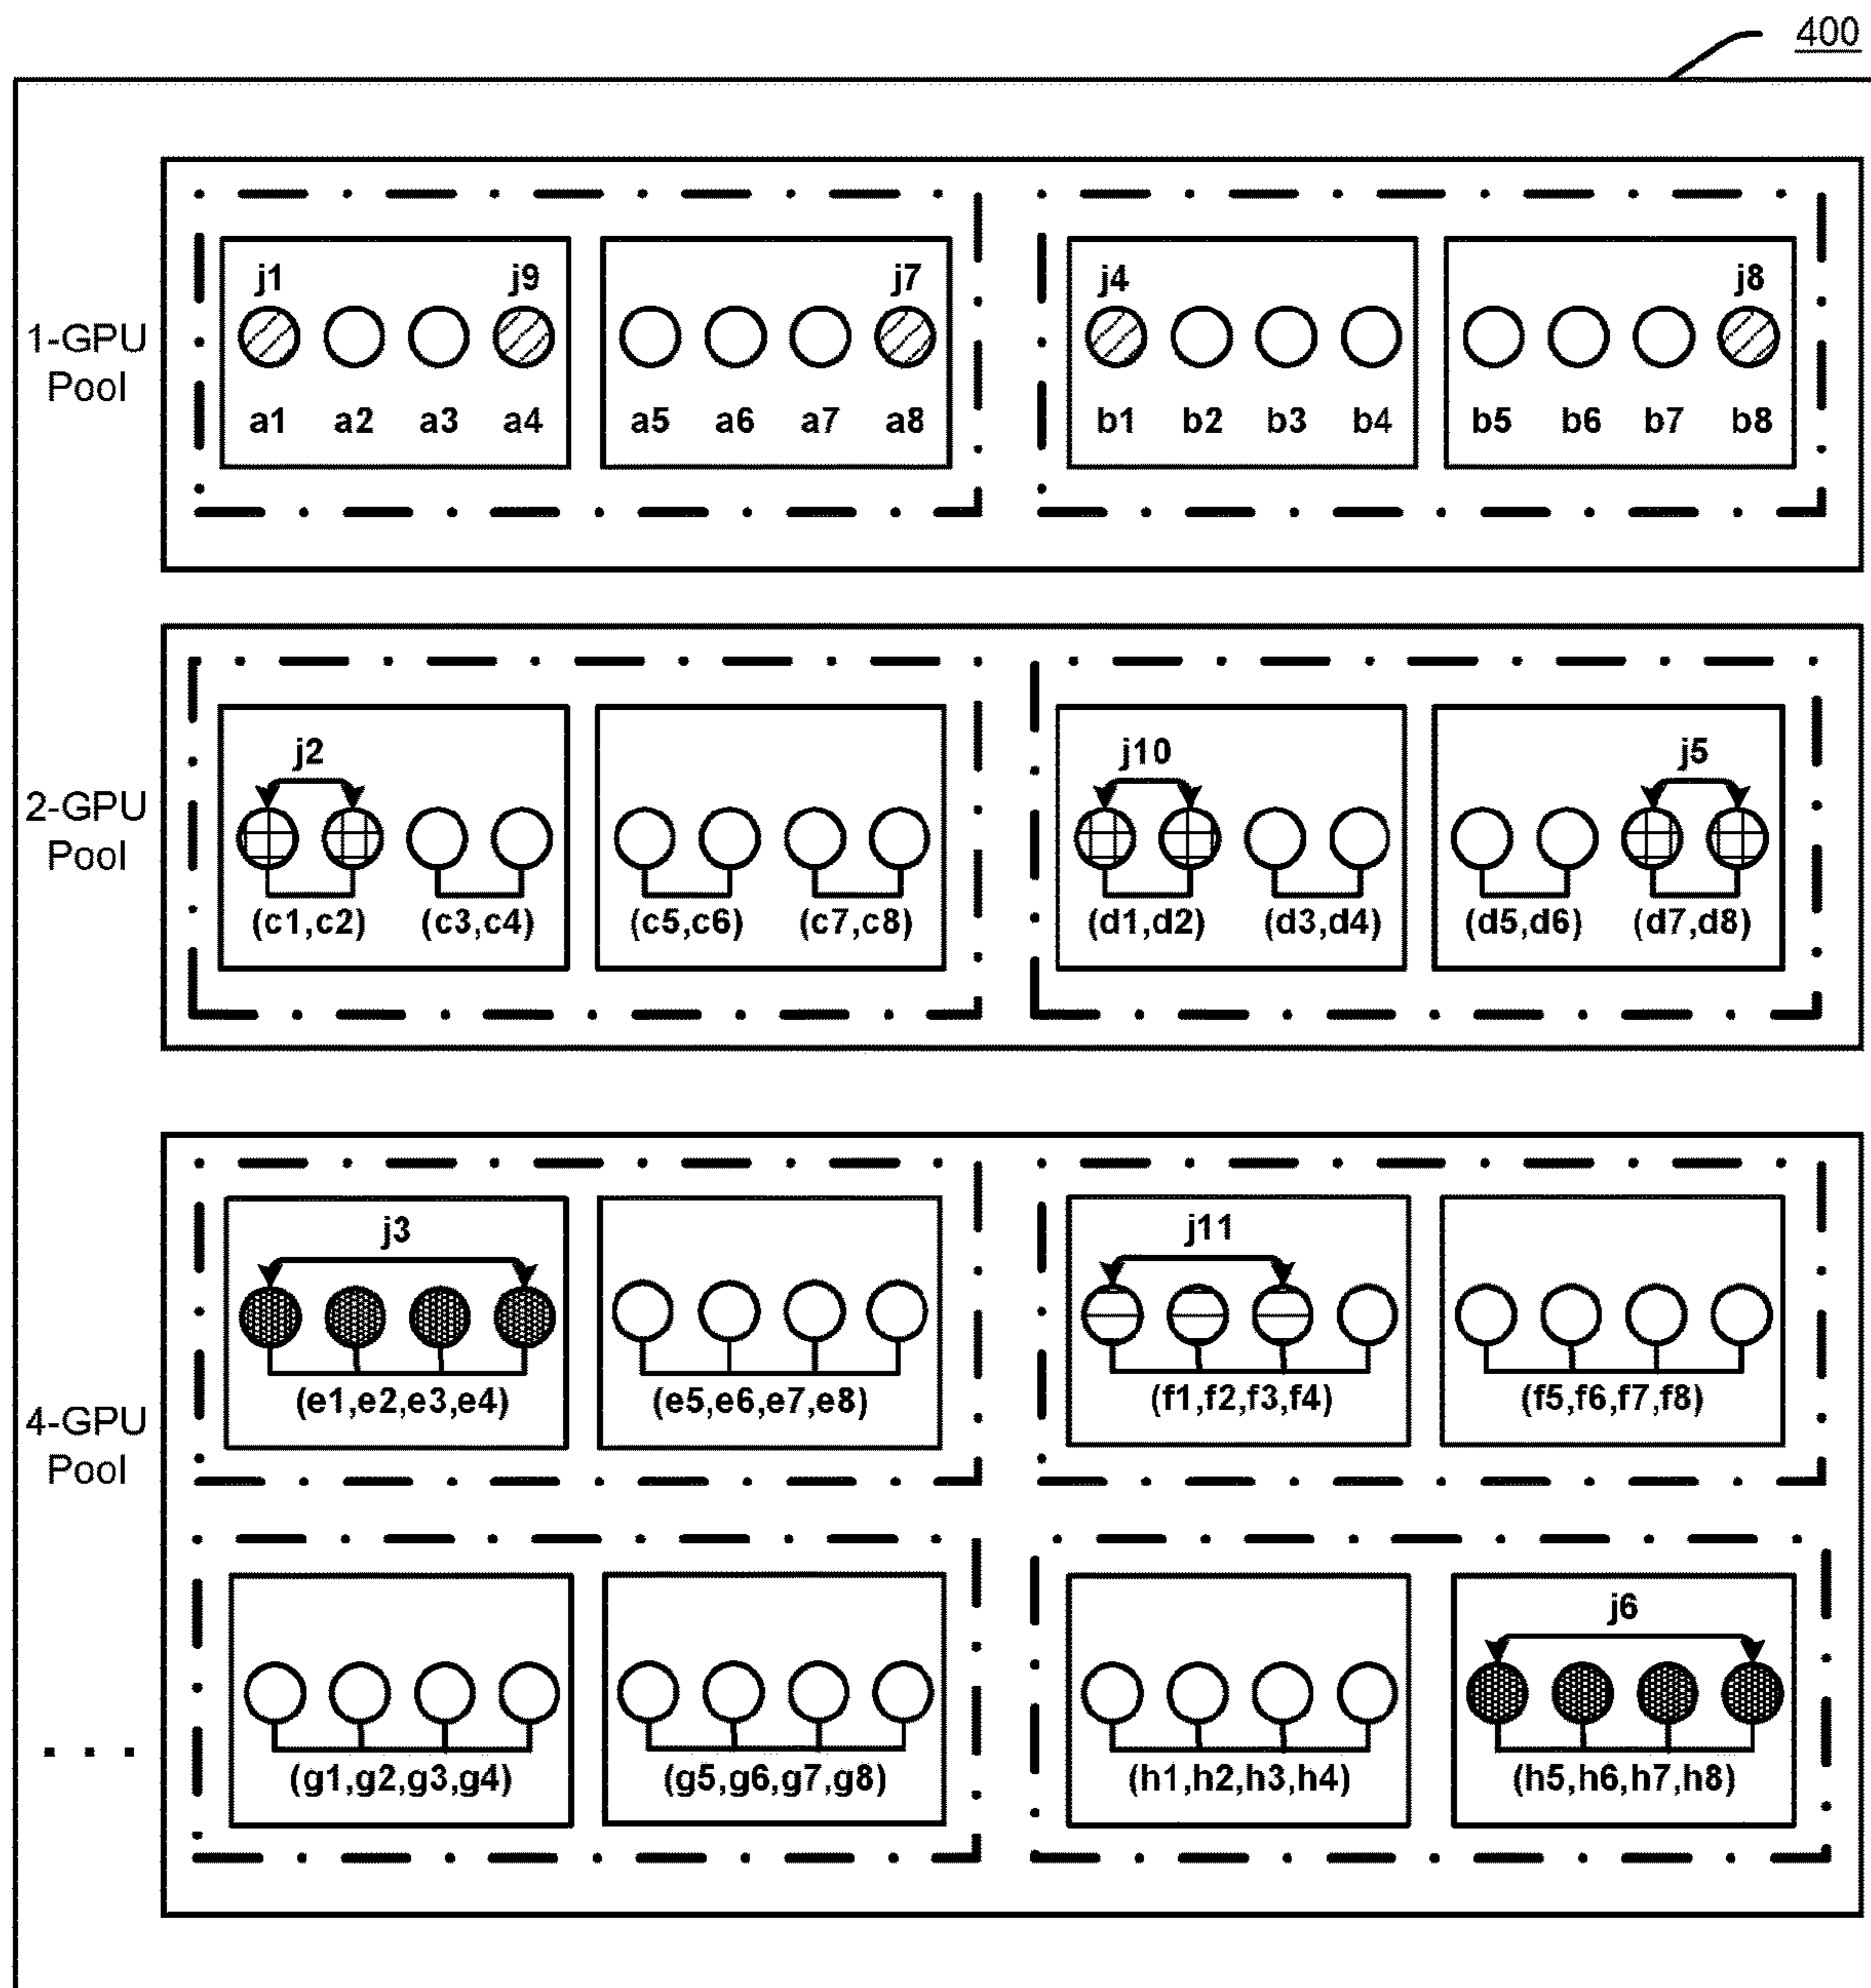 400
1-GPU
Pool
j1 j9 j7 j4 j8
a1 a2 a3 a4 a5 a6 a7 a8 b1 b2 b3 b4 b5 b6 b7 b8
2-GPU
Pool
j2 j10 j5
(c1,c2) (c3,c4) (c5,c6) (c7,c8) (d1,d2) (d3,d4) (d5,d6) (d7,d8)
4-GPU
Pool
j3 j11
(e1,e2,e3,e4) (e5,e6,e7,e8) (f1,f2,f3,f4) (f5,f6,f7,f8)
j6
...
(g1,g2,g3,g4) (g5,g6,g7,g8) (h1,h2,h3,h4) (h5,h6,h7,h8)